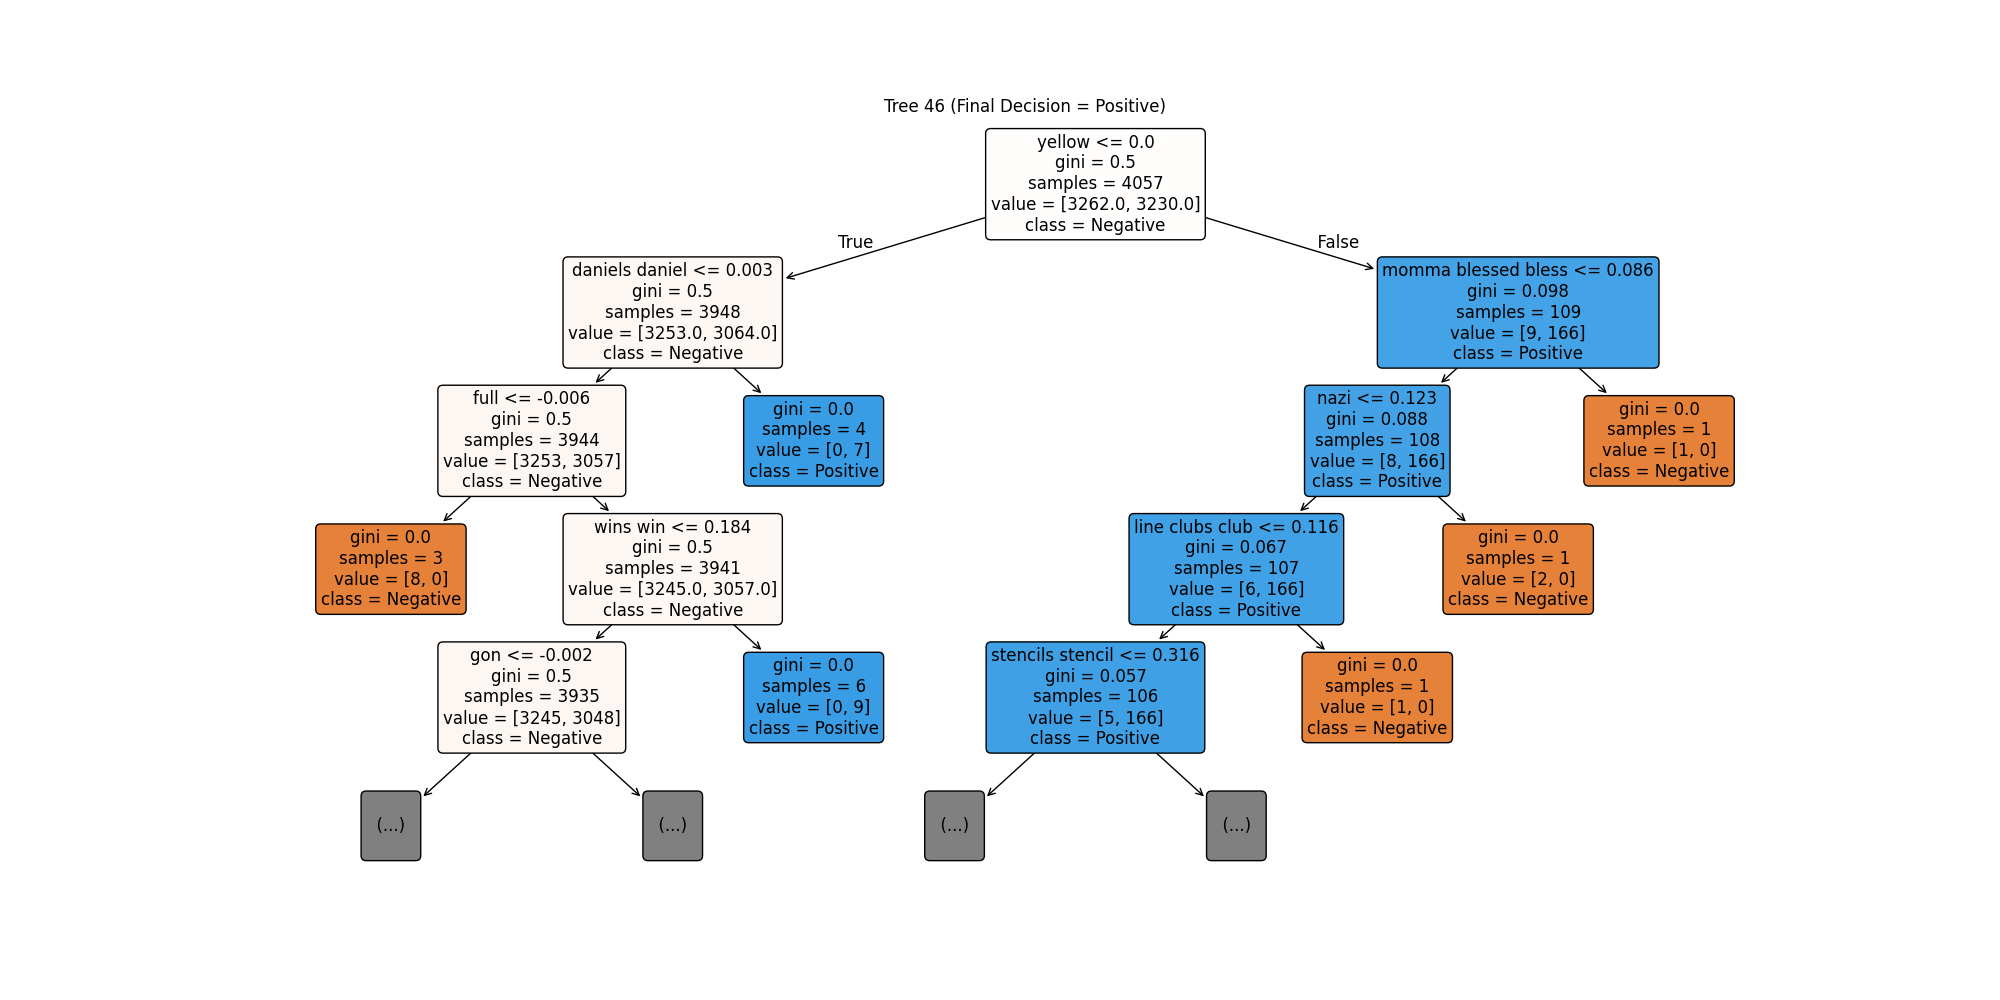 Tree 46 (Final Decision = Positive)
yellow <= 0.0
gini = 0.5
samples = 4057
value = [3262.0, 3230.0]
class = Negative
True
False
daniels daniel <= 0.003
gini = 0.5
samples = 3948
value = [3253.0, 3064.0]
class = Negative
momma blessed bless <= 0.086
gini = 0.098
samples = 109
value = [9, 166]
class = Positive
full <= -0.006
gini = 0.5
samples = 3944
value = [3253, 3057]
class = Negative
gini = 0.0
samples = 4
value = [0, 7]
class = Positive
nazi <= 0.123
gini = 0.088
samples = 108
value = [8, 166]
class = Positive
gini = 0.0
samples = 1
value = [1, 0]
class = Negative
gini = 0.0
samples = 3
value = [8, 0]
class = Negative
wins win <= 0.184
gini = 0.5
samples = 3941
value = [3245.0, 3057.0]
class = Negative
line clubs club <= 0.116
gini = 0.067
samples = 107
value = [6, 166]
class = Positive
gini = 0.0
samples = 1
value = [2, 0]
class = Negative
gon <= -0.002
gini = 0.5
samples = 3935
value = [3245, 3048]
class = Negative
gini = 0.0
samples = 6
value = [0, 9]
class = Positive
stencils stencil <= 0.316
gini = 0.057
samples = 106
value = [5, 166]
class = Positive
gini = 0.0
samples = 1
value = [1, 0]
class = Negative
(...)
(...)
(...)
(...)